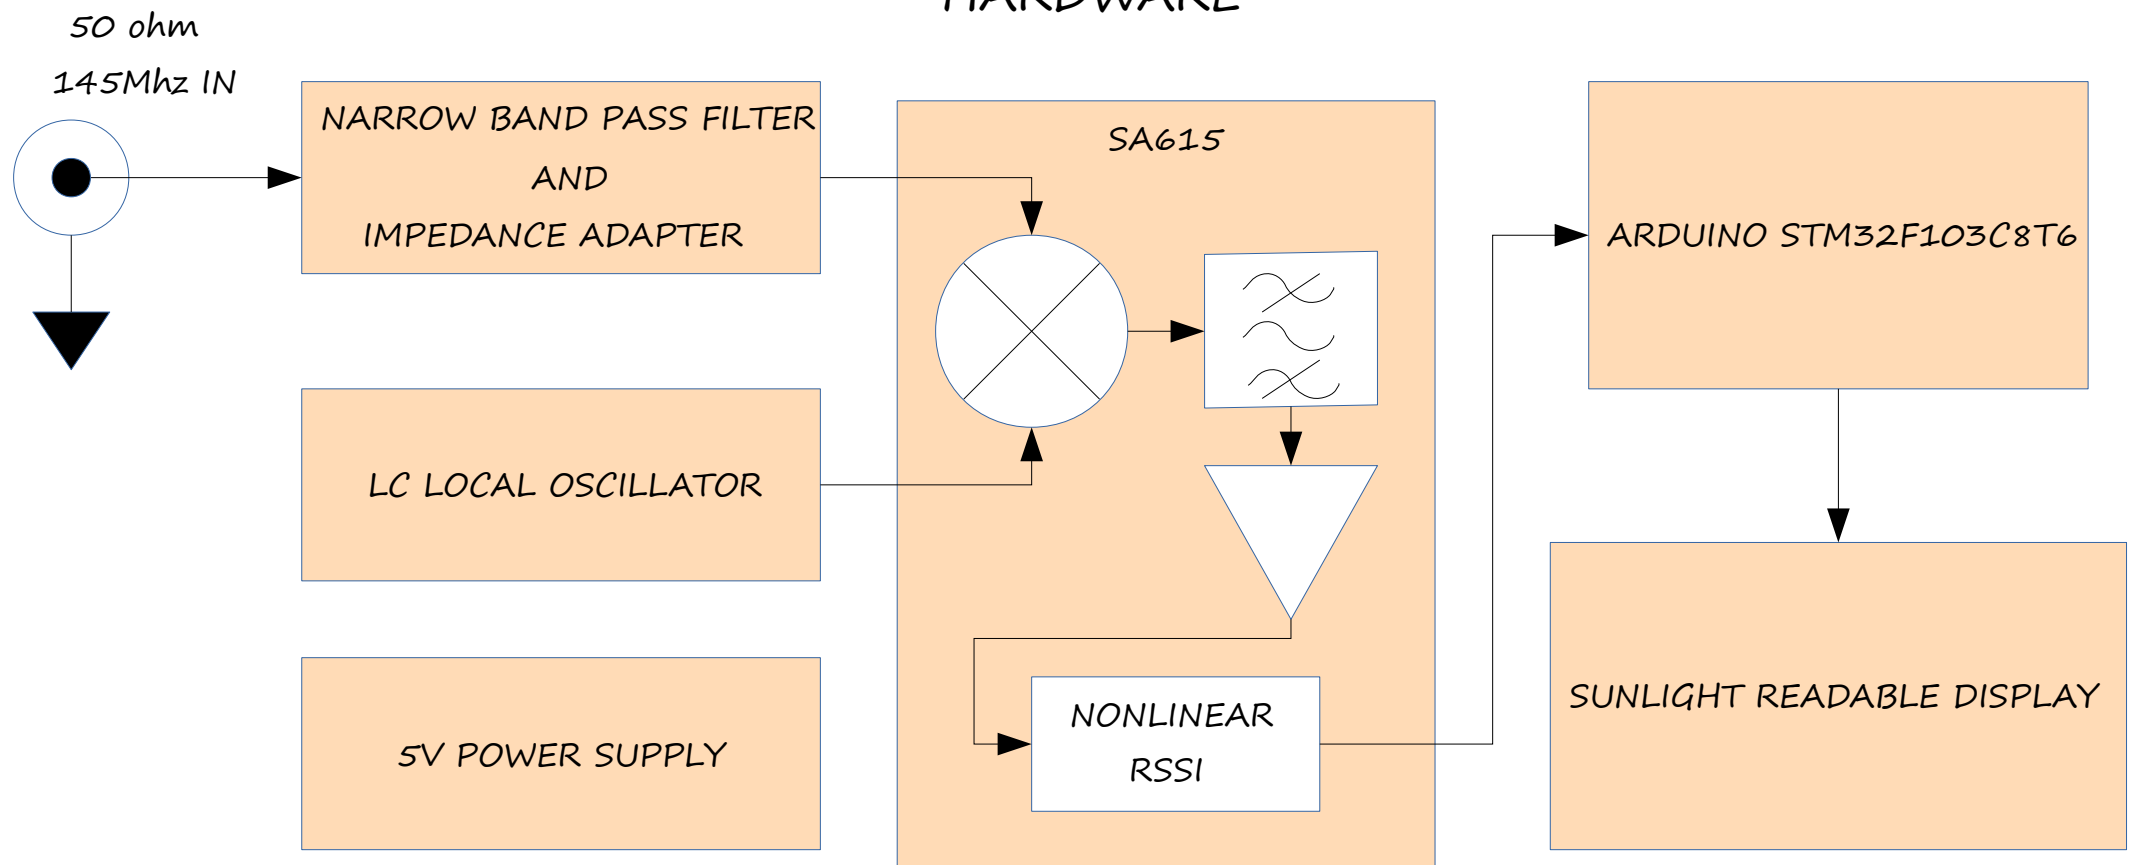 HARDWARE
50 ohm
145Mhz IN
NARROW BAND PASS FILTER
AND
IMPEDANCE ADAPTER
LC LOCAL OSCILLATOR
5V POWER SUPPLY
SA615
NONLINEAR
RSSI
ARDUINO STM32F103C8T6
SUNLIGHT READABLE DISPLAY